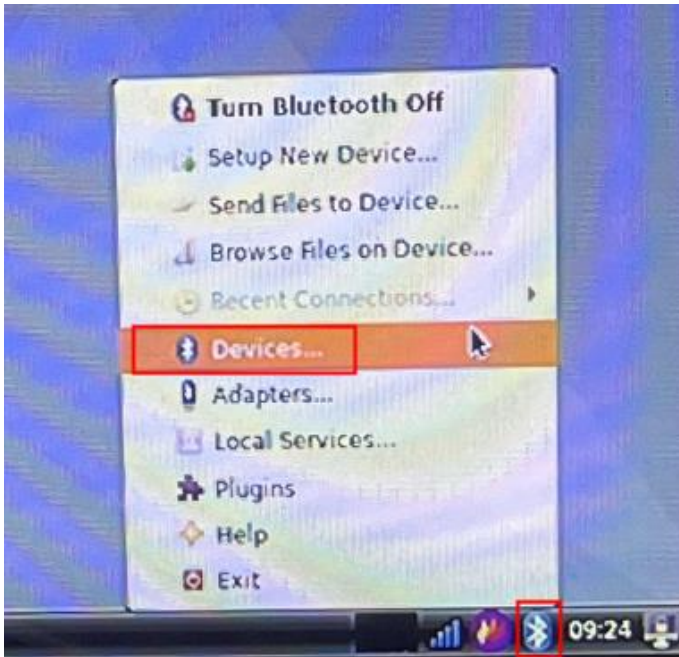 Turn Bluetooth Off
Setup New Device...
Send Files to Device...
Browse Files on Device...
Recent Connections...
Devices...
Adapters...
Local Services...
Plugins
Help
Exit
09:24